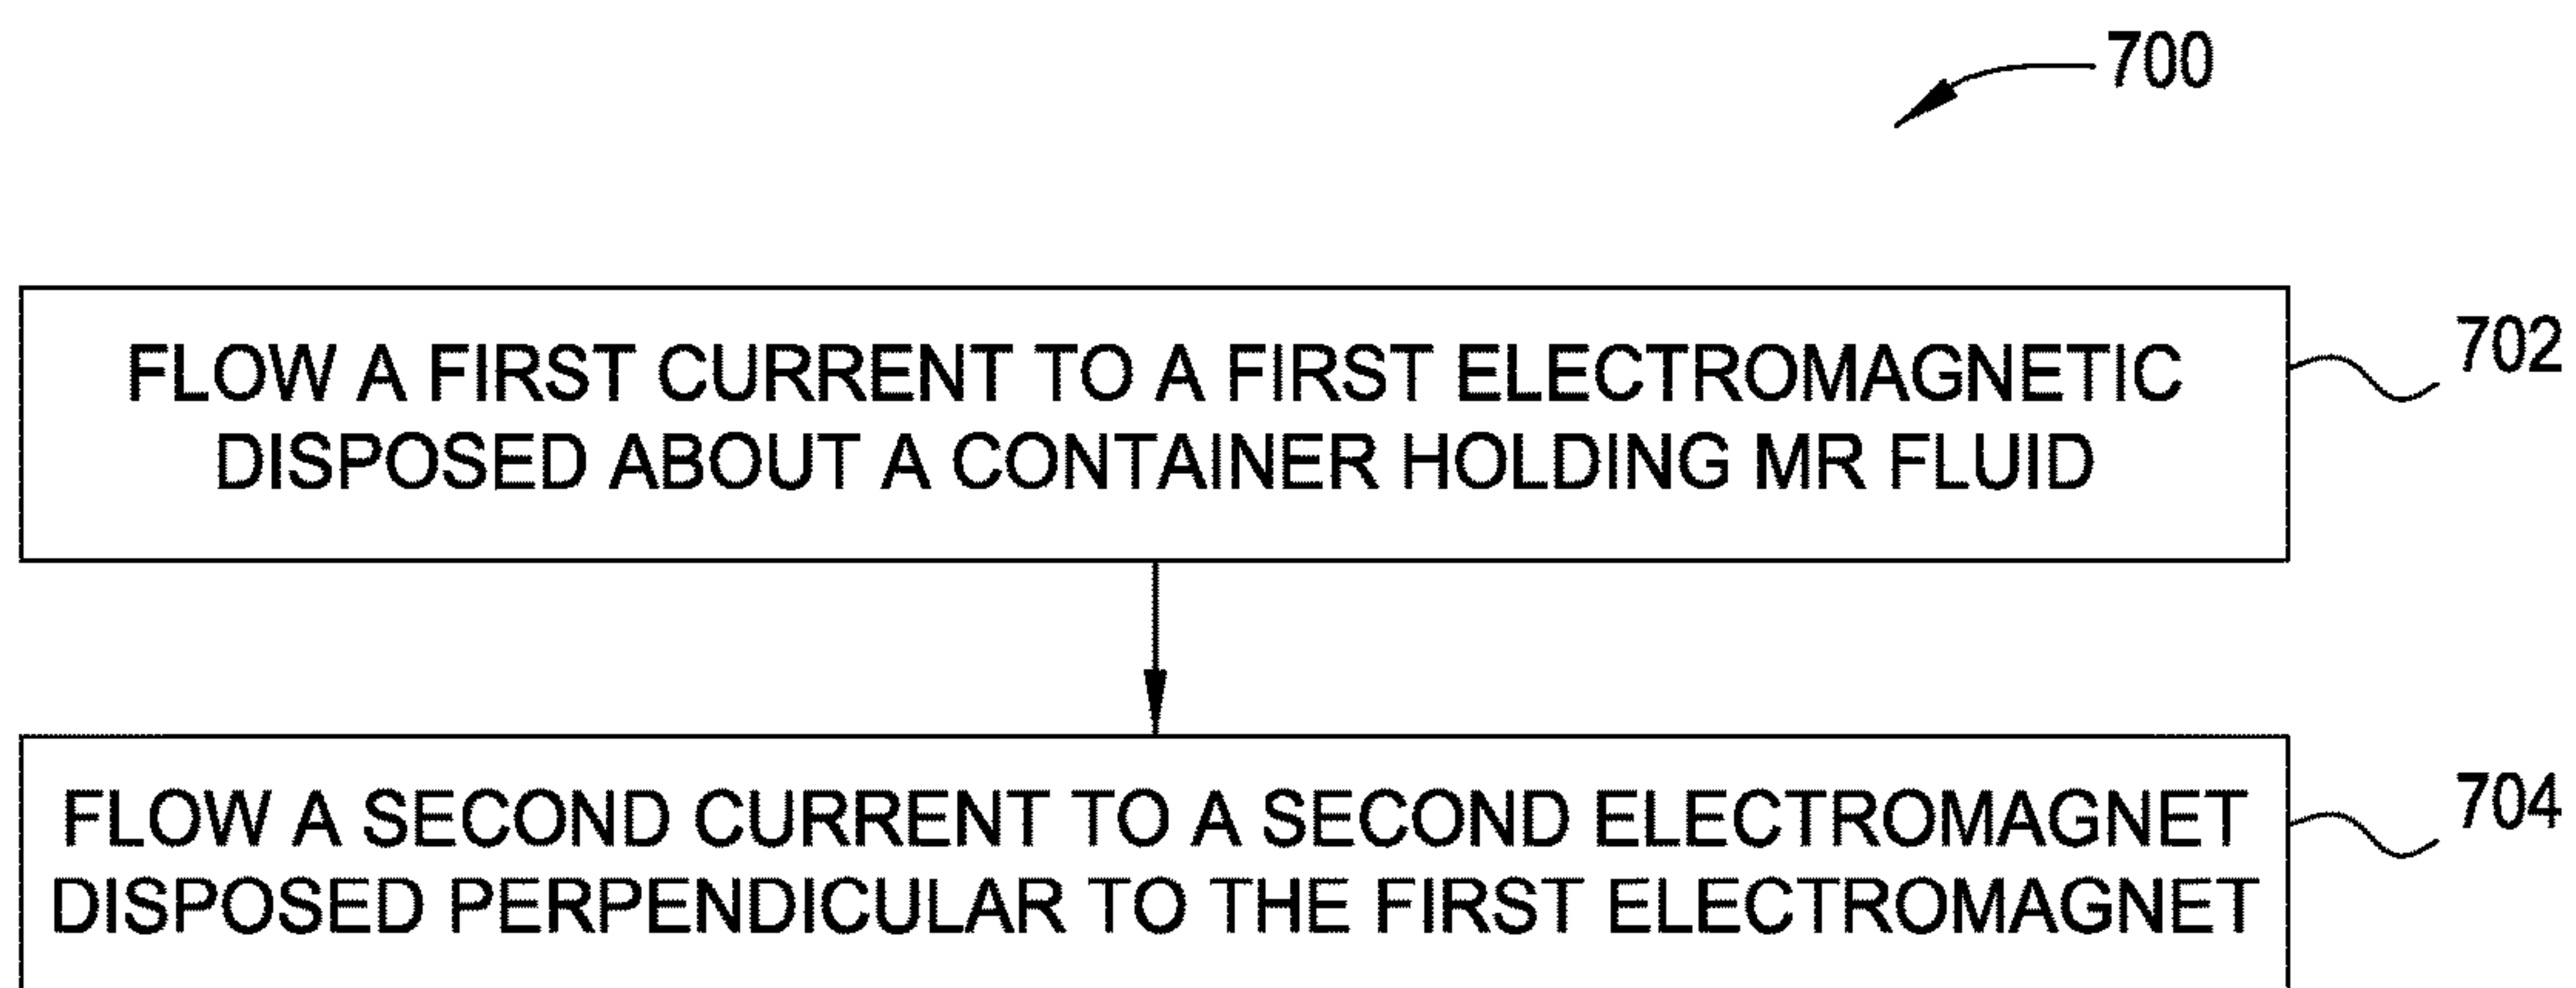 700
FLOW A FIRST CURRENT TO A FIRST ELECTROMAGNETIC
DISPOSED ABOUT A CONTAINER HOLDING MR FLUID
702
FLOW A SECOND CURRENT TO A SECOND ELECTROMAGNET
DISPOSED PERPENDICULAR TO THE FIRST ELECTROMAGNET
704